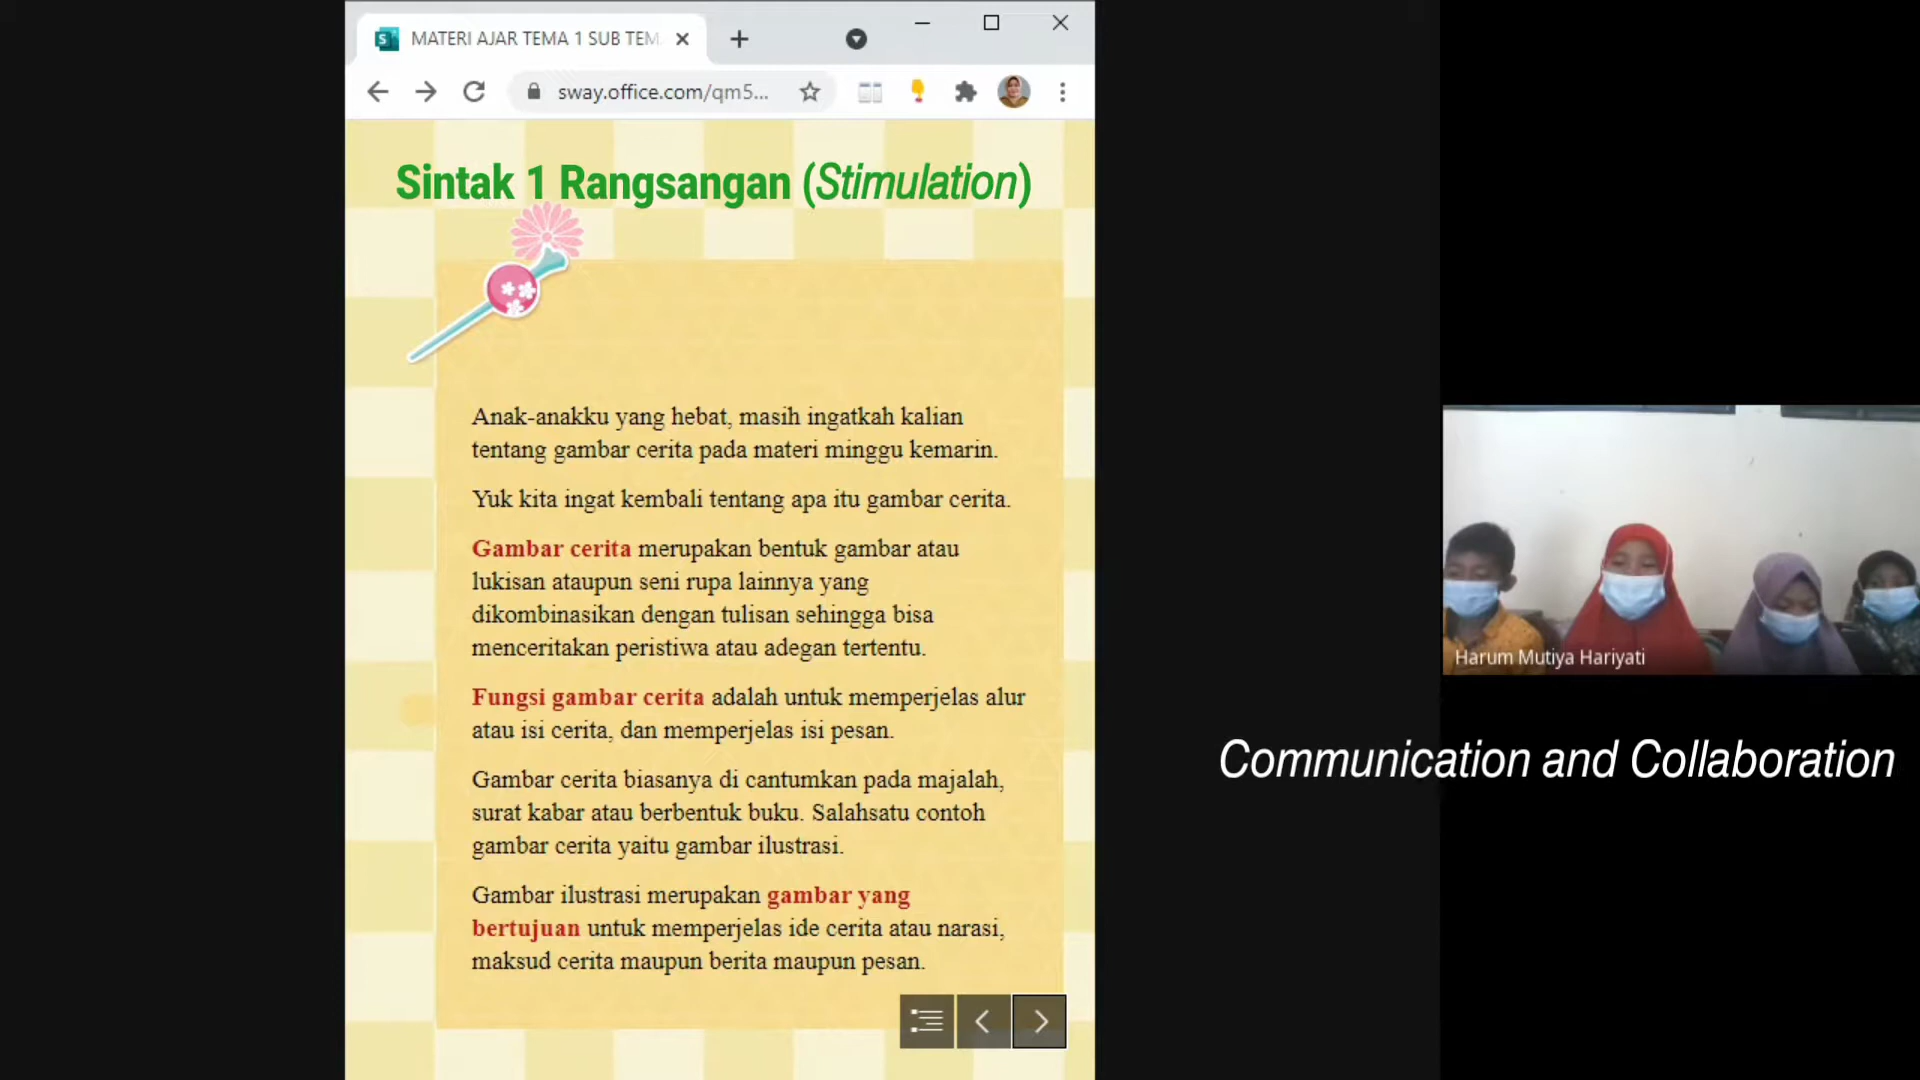 MATERI AJAR TEMA 1 SUB TEM
sway.office.com/qm5...
Sintak 1 Rangsangan (Stimulation)
Anak-anakku yang hebat, masih ingatkah kalian
tentang gambar cerita pada materi minggu kemarin.
Yuk kita ingat kembali tentang apa itu gambar cerita.
Gambar cerita merupakan bentuk gambar atau
lukisan ataupun seni rupa lainnya yang
dikombinasikan dengan tulisan sehingga bisa
menceritakan peristiwa atau adegan tertentu.
Fungsi gambar cerita adalah untuk memperjelas alur
atau isi cerita, dan memperjelas isi pesan.
Gambar cerita biasanya di cantumkan pada majalah,
surat kabar atau berbentuk buku. Salahsatu contoh
gambar cerita yaitu gambar ilustrasi.
Gambar ilustrasi merupakan gambar yang
bertujuan untuk memperjelas ide cerita atau narasi,
maksud cerita maupun berita maupun pesan.
Harum Mutiya Hariyati
Communication and Collaboration